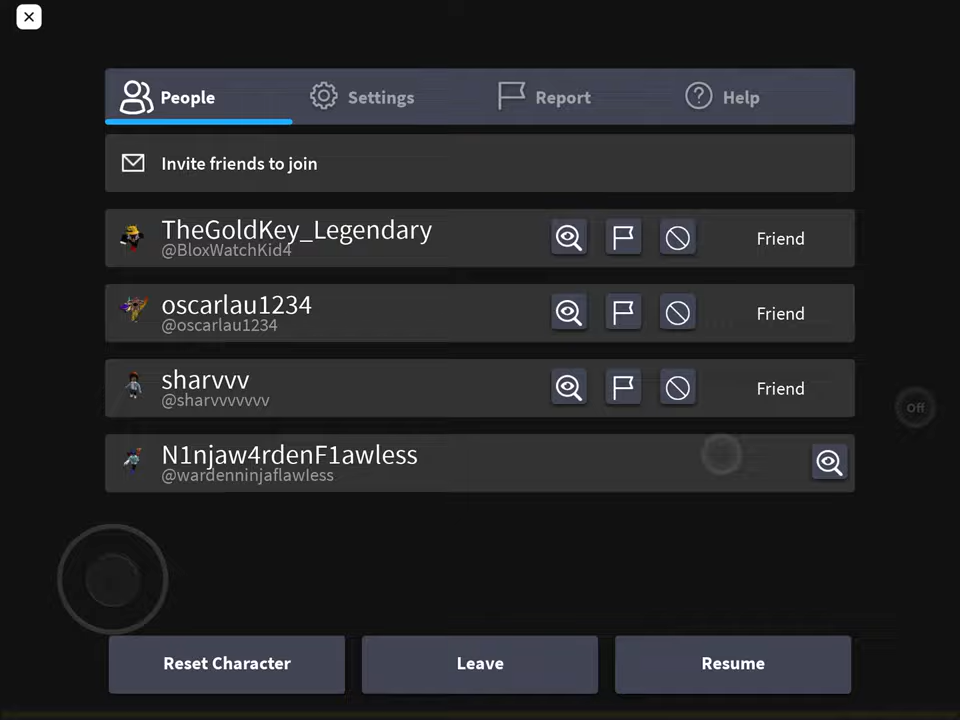 People
Settings
Report
Help
Invite friends to join
TheGoldKey_Legendary
@BloxWatchKid4
Friend
oscarlau1234
@oscarlau1234
Friend
sharvvv
@sharvvvvvvv
Friend
Off
N1njaw4rdenF1awless
@wardenninjaflawless
Reset Character
Leave
Resume